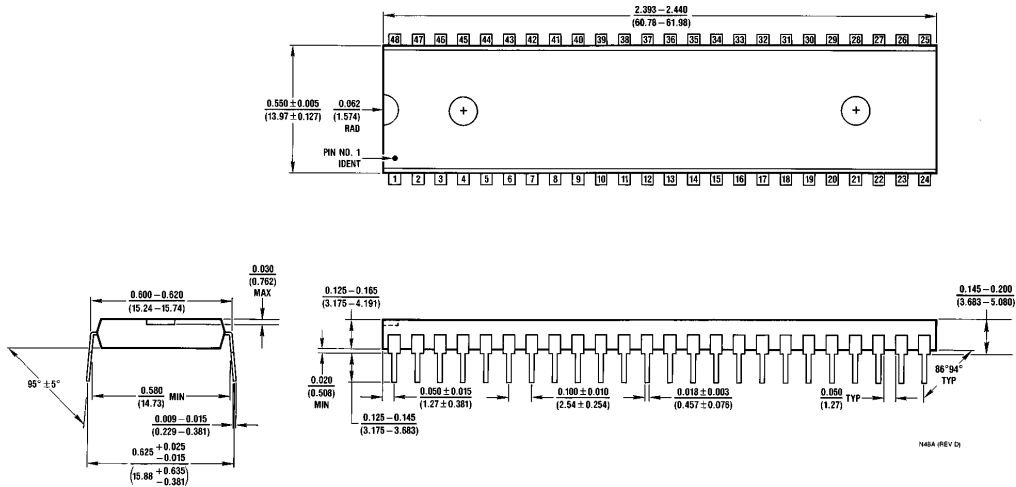 2.393 – 2.440
(60.78 – 61.98)
48 47 46 45 44 43 42 41 40 39 38 37 36 35 34 33 32 31 30 29 28 27 26 25
0.550 ± 0.005
(13.97 ± 0.127)
0.062
(1.574)
RAD
PIN NO. 1
IDENT
1 2 3 4 5 6 7 8 9 10 11 12 13 14 15 16 17 18 19 20 21 22 23 24
0.600 – 0.620
(15.24 – 15.74)
0.030
(0.762)
MAX
95° ± 5°
0.580
(14.73)
MIN
0.009 – 0.015
(0.229 – 0.381)
0.625 +0.025
-0.015
(15.88 +0.635
-0.381)
0.125 – 0.165
(3.175 – 4.191)
0.145 – 0.200
(3.683 – 5.080)
0.020
(0.508)
MIN
0.050 ± 0.015
(1.27 ± 0.381)
0.100 ± 0.010
(2.54 ± 0.254)
0.018 ± 0.003
(0.457 ± 0.076)
0.050
(1.27)
TYP
86° 94°
TYP
0.125 – 0.145
(3.175 – 3.683)
N48A (REV D)